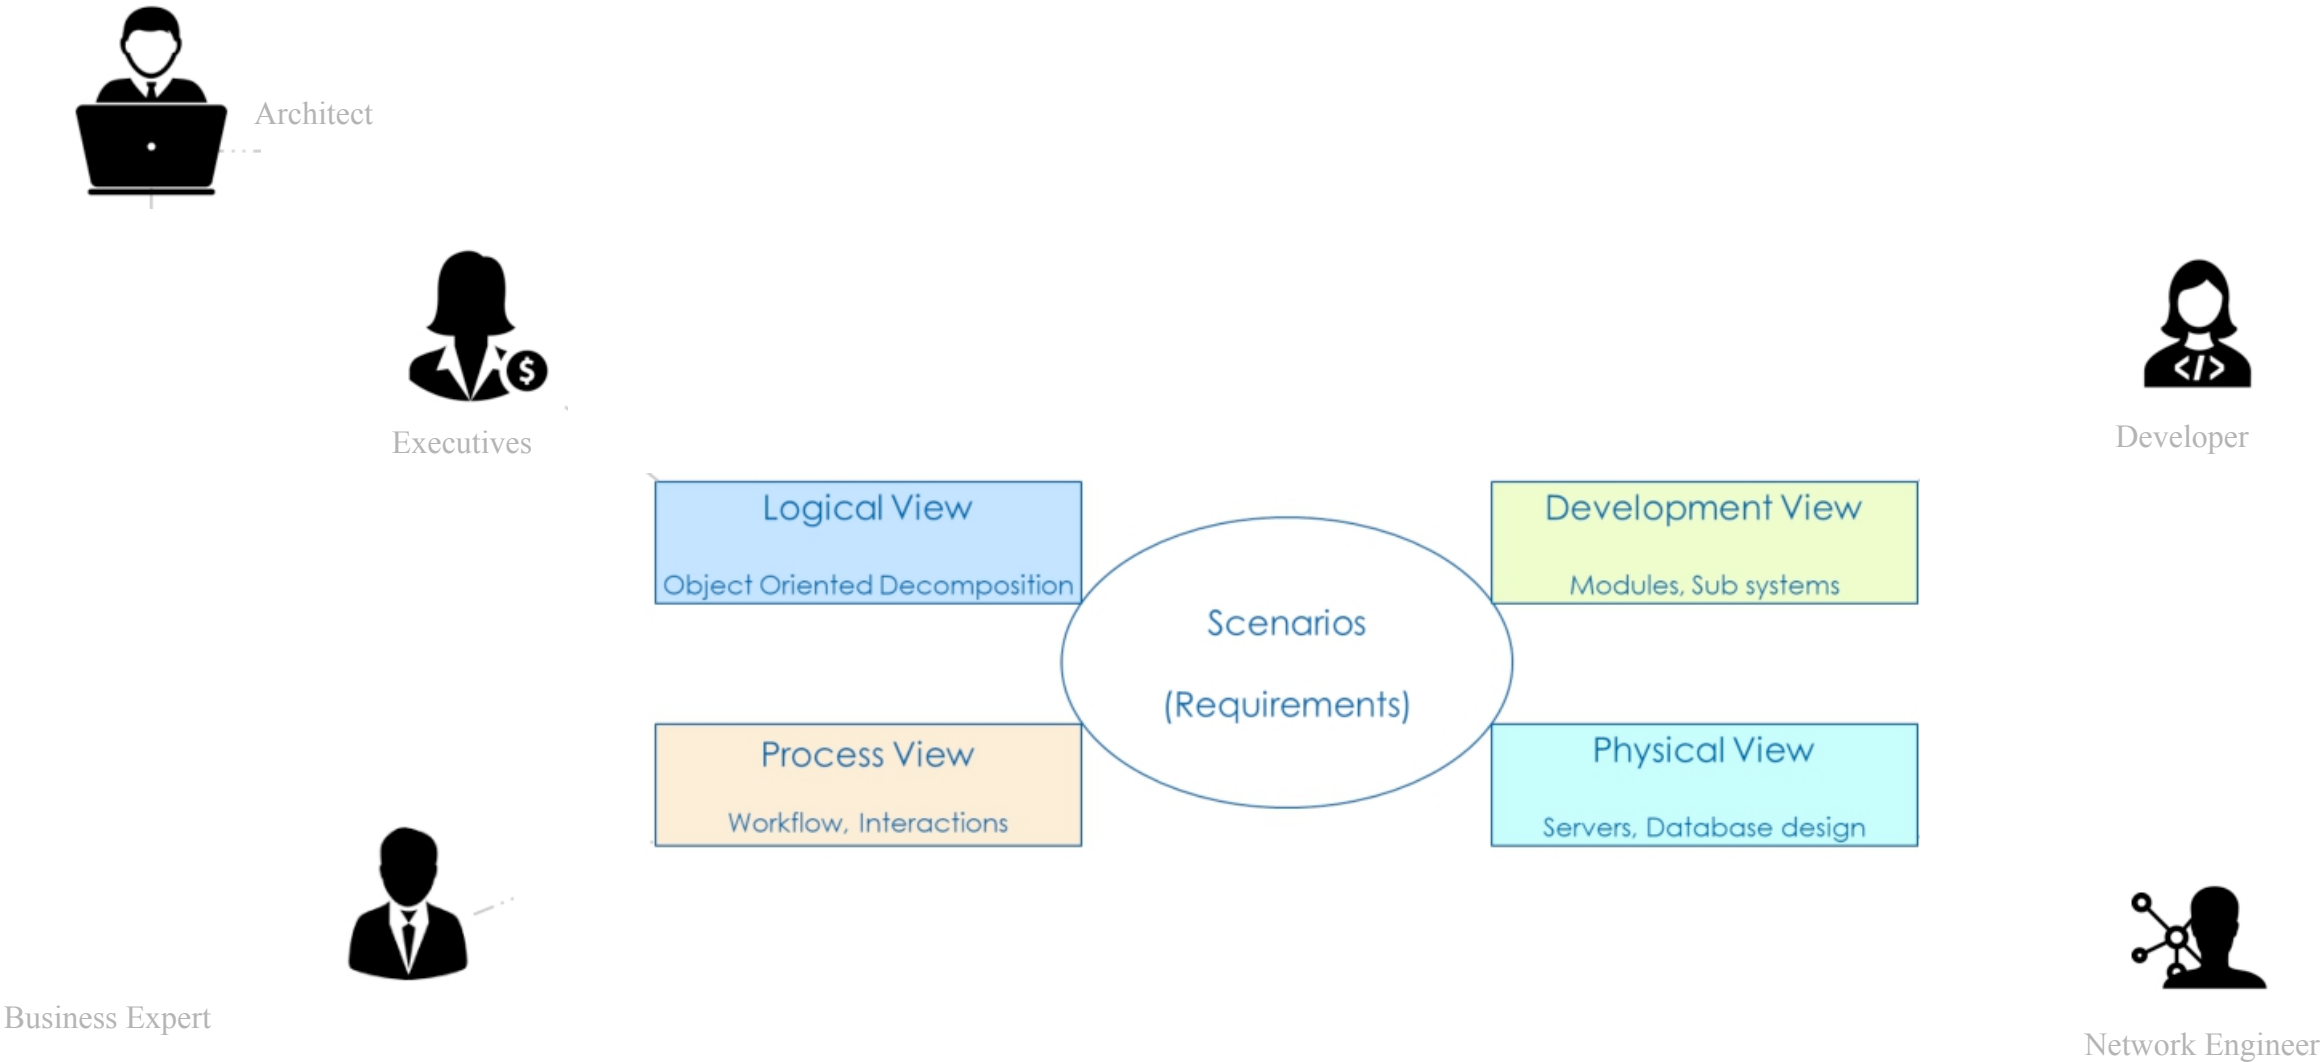 Architect
$
Executives
</>
Developer
Logical View
Object Oriented Decomposition
Development View
Modules, Sub systems
Scenarios
(Requirements)
Process View
Workflow, Interactions
Physical View
Servers, Database design
Business Expert
Network Engineer